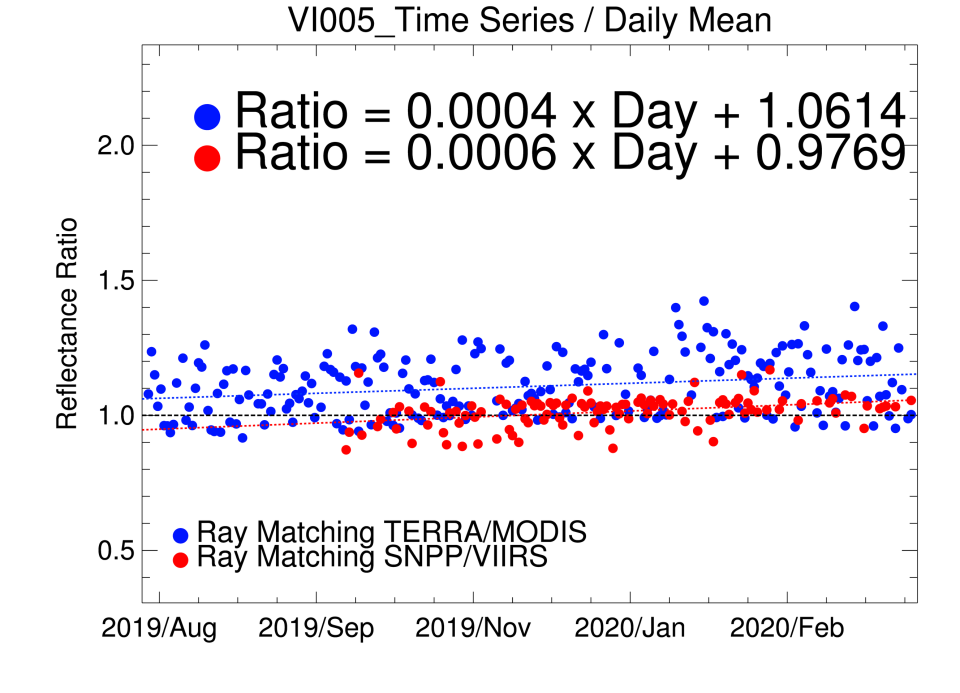 VI005_Time Series / Daily Mean
Ratio = 0.0004 x Day + 1.0614
Ratio = 0.0006 x Day + 0.9769
2.0
1.5
1.0
0.5
Reflectance Ratio
Ray Matching TERRA/MODIS
Ray Matching SNPP/VIIRS
2019/Aug 2019/Sep 2019/Nov 2020/Jan 2020/Feb